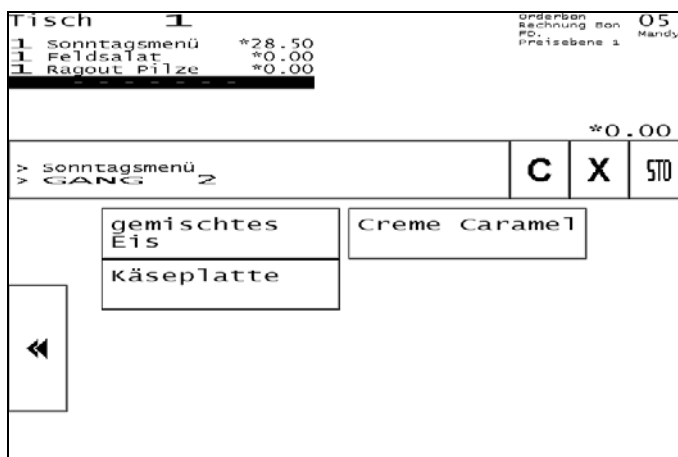 Tisch 1
Orderbon
Rechnung Bon
PD.
Preisebene 1
05
Mandy
1 Sonntagsmenü *28.50
1 Feldsalat *0.00
1 Ragout Pilze *0.00
- - - - - - -
*0.00
> Sonntagsmenü
> GANG 2
C
X
STO
gemischtes
Eis
Creme Caramel
Käseplatte